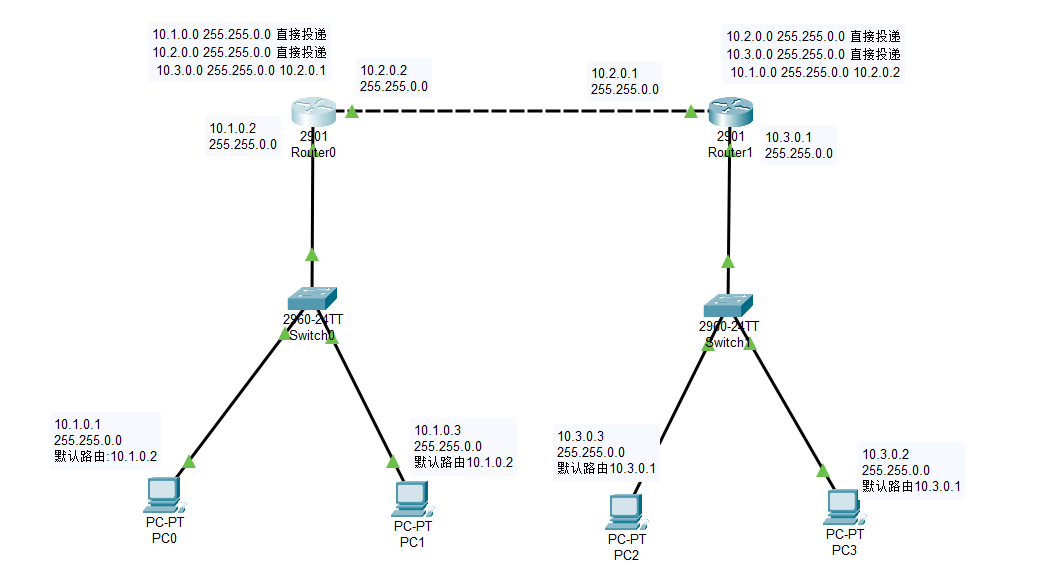 10.1.0.0 255.255.0.0 直接投递
10.2.0.0 255.255.0.0 直接投递
10.3.0.0 255.255.0.0 10.2.0.1
10.2.0.2
255.255.0.0
10.2.0.1
255.255.0.0
10.2.0.0 255.255.0.0 直接投递
10.3.0.0 255.255.0.0 直接投递
10.1.0.0 255.255.0.0 10.2.0.2
10.1.0.2
255.255.0.0
2901
Router0
2901
Router1
10.3.0.1
255.255.0.0
2960-24TT
Switch0
2960-24TT
Switch1
10.1.0.1
255.255.0.0
默认路由:10.1.0.2
PC-PT
PC0
10.1.0.3
255.255.0.0
默认路由10.1.0.2
PC-PT
PC1
10.3.0.3
255.255.0.0
默认路由10.3.0.1
PC-PT
PC2
10.3.0.2
255.255.0.0
默认路由10.3.0.1
PC-PT
PC3